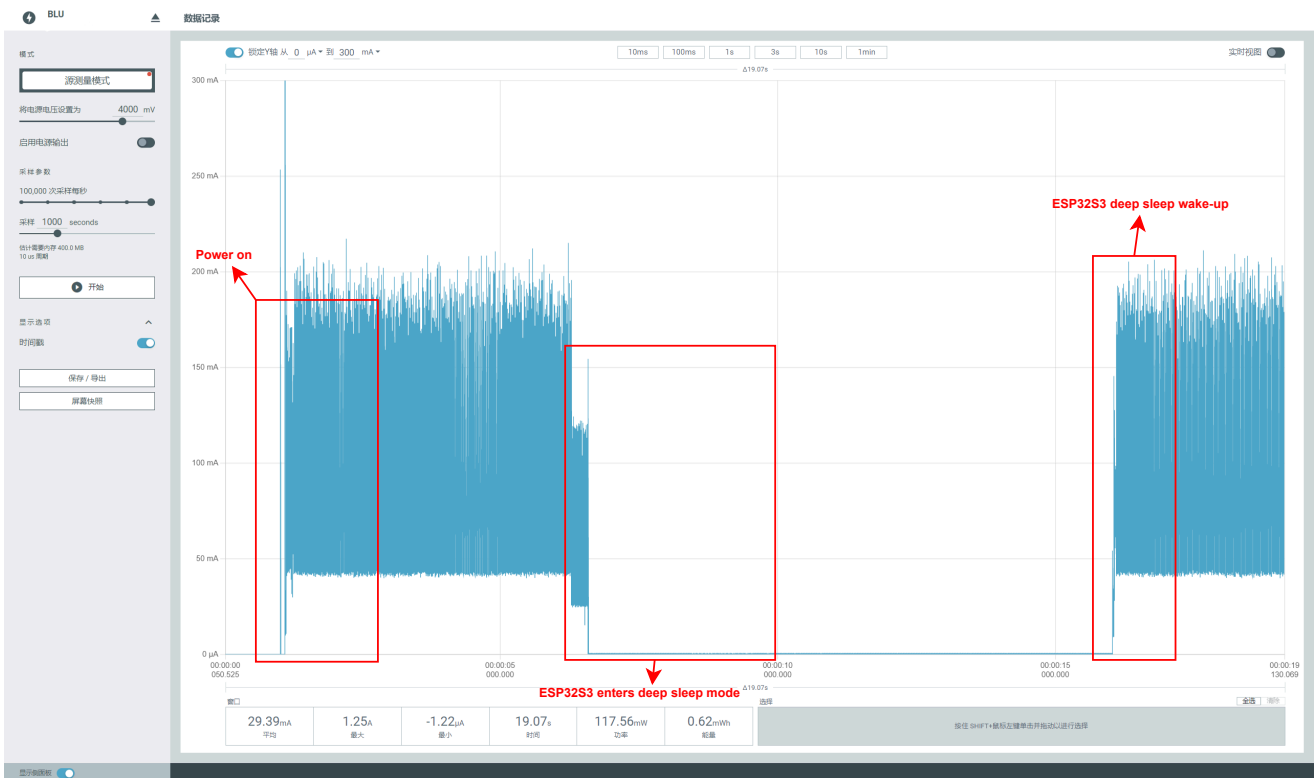 BLU
数据记录
模式
源测量模式
将电源电压设置为 4000 mV
启用电源输出
采样参数
100,000 次采样每秒
采样 1000 seconds
估计需要内存 400.0 MB
10 us 周期
开始
显示选项
时间戳
保存 / 导出
屏幕快照
显示侧面板
锁定Y轴 从 0 μA 到 300 mA
10ms
100ms
1s
3s
10s
1min
实时视图
Δ19.07s
300 mA
250 mA
200 mA
150 mA
100 mA
50 mA
0 μA
Power on
ESP32S3 deep sleep wake-up
ESP32S3 enters deep sleep mode
00:00:00
050.525
00:00:05
000.000
00:00:10
000.000
00:00:15
000.000
00:00:19
130.069
Δ19.07s
窗口
29.39mA
平均
1.25A
最大
-1.22μA
最小
19.07s
时间
117.56mW
功率
0.62mWh
能量
选择
全选
清除
按住 SHIFT+鼠标左键单击并拖动以进行选择